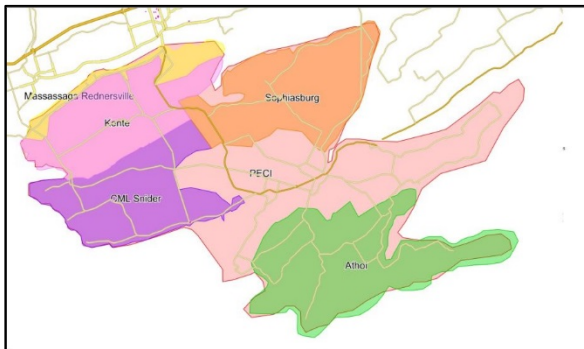 Massassaga Rednersville
Sophiasburg
Kente
PECI
CML Snider
Athol